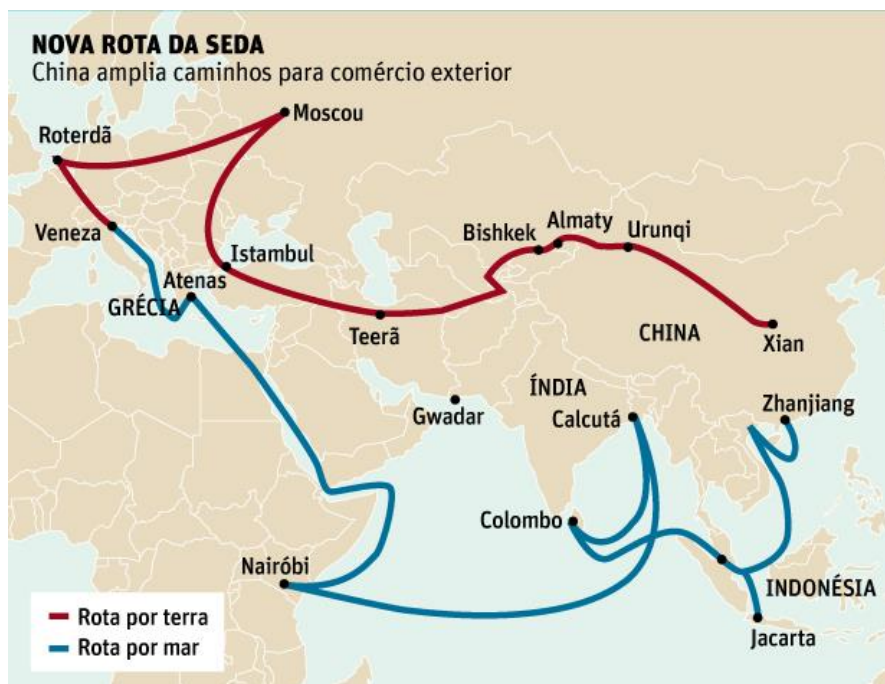 NOVA ROTA DA SEDA
China amplia caminhos para comércio exterior
Moscou
Roterdã
Veneza
Istambul
Atenas
GRÉCIA
Teerã
Bishkek
Almaty
Urunqi
CHINA
Xian
Gwadar
ÍNDIA
Calcutá
Zhanjiang
Colombo
Nairóbi
INDONÉSIA
Jacarta
Rota por terra
Rota por mar